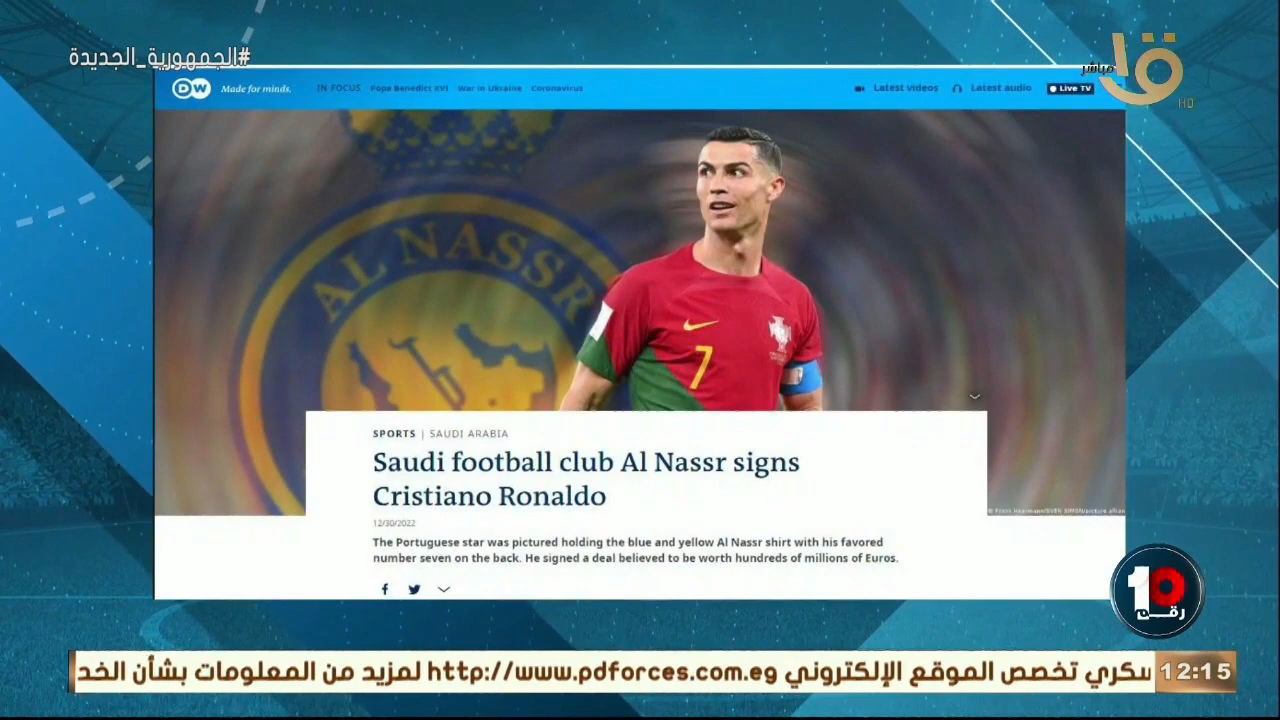 #الجمهورية_الجديدة
مباشر
HD
DW Made for minds. IN FOCUS Pope Benedict XVI War in Ukraine Coronavirus Latest videos Latest audio Live TV
AL NASSR
7
SPORTS | SAUDI ARABIA
Saudi football club Al Nassr signs
Cristiano Ronaldo
12/30/2022
The Portuguese star was pictured holding the blue and yellow Al Nassr shirt with his favored
number seven on the back. He signed a deal believed to be worth hundreds of millions of Euros.
رقم 10
سكري تخصص الموقع الإلكتروني http://www.pdforces.com.eg لمزيد من المعلومات بشأن الخد
12:15